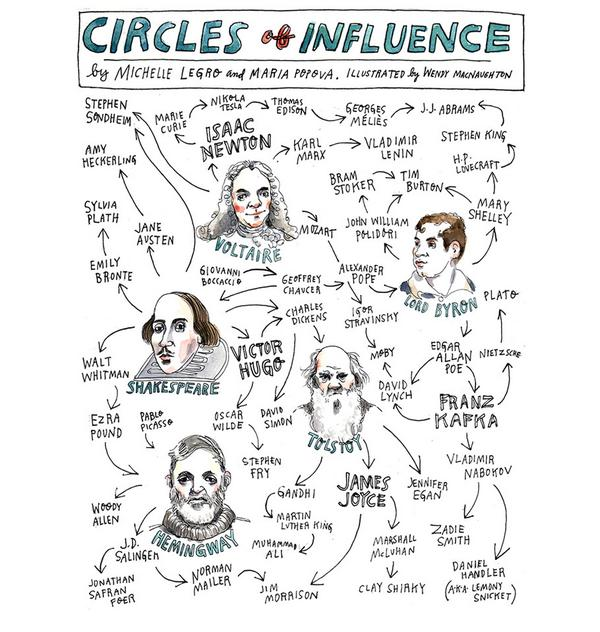 CIRCLES of INFLUENCE
by MICHELLE LEGRO and MARIA POPOVA. ILLUSTRATED by WENDY MACNAUGHTON
STEPHEN
SONDHEIM
MARIE
CURIE
NIKOLA
TESLA
THOMAS
EDISON
GEORGES
MÉLIÈS
J.J. ABRAMS
AMY
HECKERLING
ISAAC
NEWTON
KARL
MARX
VLADIMIR
LENIN
STEPHEN KING
H.P.
LOVECRAFT
BRAM
STOKER
TIM
BURTON
SYLVIA
PLATH
JANE
AUSTEN
VOLTAIRE
MOZART
JOHN WILLIAM
POLIDORI
MARY
SHELLEY
EMILY
BRONTE
GIOVANNI
BOCCACCIO
GEOFFREY
CHAUCER
ALEXANDER
POPE
LORD BYRON
PLATO
CHARLES
DICKENS
IGOR
STRAVINSKY
WALT
WHITMAN
SHAKESPEARE
VICTOR
HUGO
MOBY
EDGAR
ALLAN
POE
NIETZSCHE
DAVID
LYNCH
FRANZ
KAFKA
EZRA
POUND
PABLO
PICASSO
OSCAR
WILDE
DAVID
SIMON
TOLSTOY
STEPHEN
FRY
VLADIMIR
NABOKOV
WOODY
ALLEN
HEMINGWAY
GANDHI
JAMES
JOYCE
JENNIFER
EGAN
MARTIN
LUTHER KING
ZADIE
SMITH
J.D.
SALINGER
MUHAMMAD
ALI
MARSHALL
McLUHAN
JONATHAN
SAFRAN
FOER
NORMAN
MAILER
JIM
MORRISON
CLAY SHIRKY
DANIEL
HANDLER
(A.K.A. LEMONY
SNICKET)